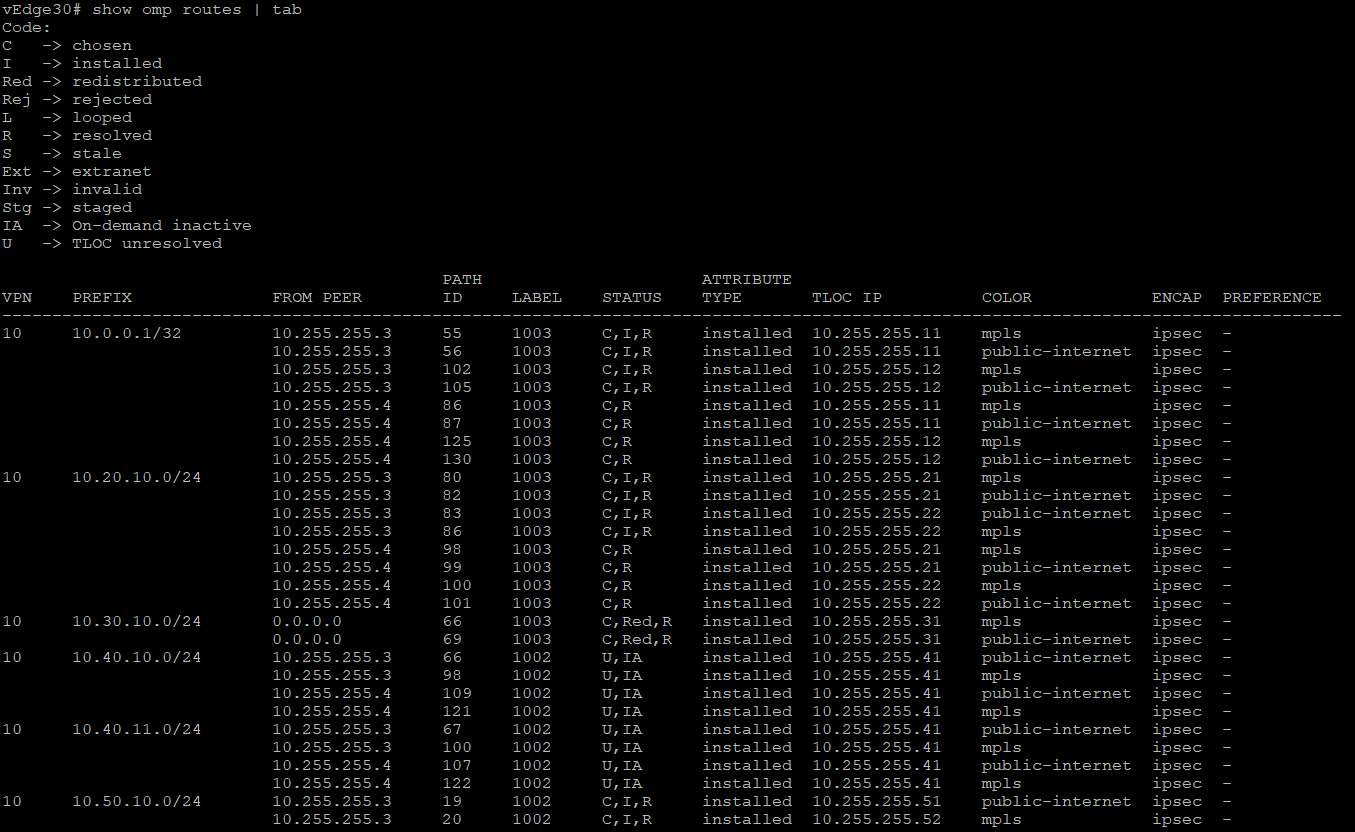 vEdge30# show omp routes | tab
Code:
C   -> chosen
I   -> installed
Red -> redistributed
Rej -> rejected
L   -> looped
R   -> resolved
S   -> stale
Ext -> extranet
Inv -> invalid
Stg -> staged
IA  -> On-demand inactive
U   -> TLOC unresolved
                                            PATH                      ATTRIBUTE
VPN    PREFIX              FROM PEER        ID     LABEL    STATUS    TYPE       TLOC IP          COLOR            ENCAP  PREFERENCE
--------------------------------------------------------------------------------------------------------------------------------------
10     10.0.0.1/32         10.255.255.3     55     1003     C,I,R     installed  10.255.255.11    mpls             ipsec  -
                           10.255.255.3     56     1003     C,I,R     installed  10.255.255.11    public-internet  ipsec  -
                           10.255.255.3     102    1003     C,I,R     installed  10.255.255.12    mpls             ipsec  -
                           10.255.255.3     105    1003     C,I,R     installed  10.255.255.12    public-internet  ipsec  -
                           10.255.255.4     86     1003     C,R       installed  10.255.255.11    mpls             ipsec  -
                           10.255.255.4     87     1003     C,R       installed  10.255.255.11    public-internet  ipsec  -
                           10.255.255.4     125    1003     C,R       installed  10.255.255.12    mpls             ipsec  -
                           10.255.255.4     130    1003     C,R       installed  10.255.255.12    public-internet  ipsec  -
10     10.20.10.0/24       10.255.255.3     80     1003     C,I,R     installed  10.255.255.21    mpls             ipsec  -
                           10.255.255.3     82     1003     C,I,R     installed  10.255.255.21    public-internet  ipsec  -
                           10.255.255.3     83     1003     C,I,R     installed  10.255.255.22    public-internet  ipsec  -
                           10.255.255.3     86     1003     C,I,R     installed  10.255.255.22    mpls             ipsec  -
                           10.255.255.4     98     1003     C,R       installed  10.255.255.21    mpls             ipsec  -
                           10.255.255.4     99     1003     C,R       installed  10.255.255.21    public-internet  ipsec  -
                           10.255.255.4     100    1003     C,R       installed  10.255.255.22    mpls             ipsec  -
                           10.255.255.4     101    1003     C,R       installed  10.255.255.22    public-internet  ipsec  -
10     10.30.10.0/24       0.0.0.0          66     1003     C,Red,R   installed  10.255.255.31    mpls             ipsec  -
                           0.0.0.0          69     1003     C,Red,R   installed  10.255.255.31    public-internet  ipsec  -
10     10.40.10.0/24       10.255.255.3     66     1002     U,IA      installed  10.255.255.41    public-internet  ipsec  -
                           10.255.255.3     98     1002     U,IA      installed  10.255.255.41    mpls             ipsec  -
                           10.255.255.4     109    1002     U,IA      installed  10.255.255.41    public-internet  ipsec  -
                           10.255.255.4     121    1002     U,IA      installed  10.255.255.41    mpls             ipsec  -
10     10.40.11.0/24       10.255.255.3     67     1002     U,IA      installed  10.255.255.41    public-internet  ipsec  -
                           10.255.255.3     100    1002     U,IA      installed  10.255.255.41    mpls             ipsec  -
                           10.255.255.4     107    1002     U,IA      installed  10.255.255.41    public-internet  ipsec  -
                           10.255.255.4     122    1002     U,IA      installed  10.255.255.41    mpls             ipsec  -
10     10.50.10.0/24       10.255.255.3     19     1002     C,I,R     installed  10.255.255.51    public-internet  ipsec  -
                           10.255.255.3     20     1002     C,I,R     installed  10.255.255.52    mpls             ipsec  -